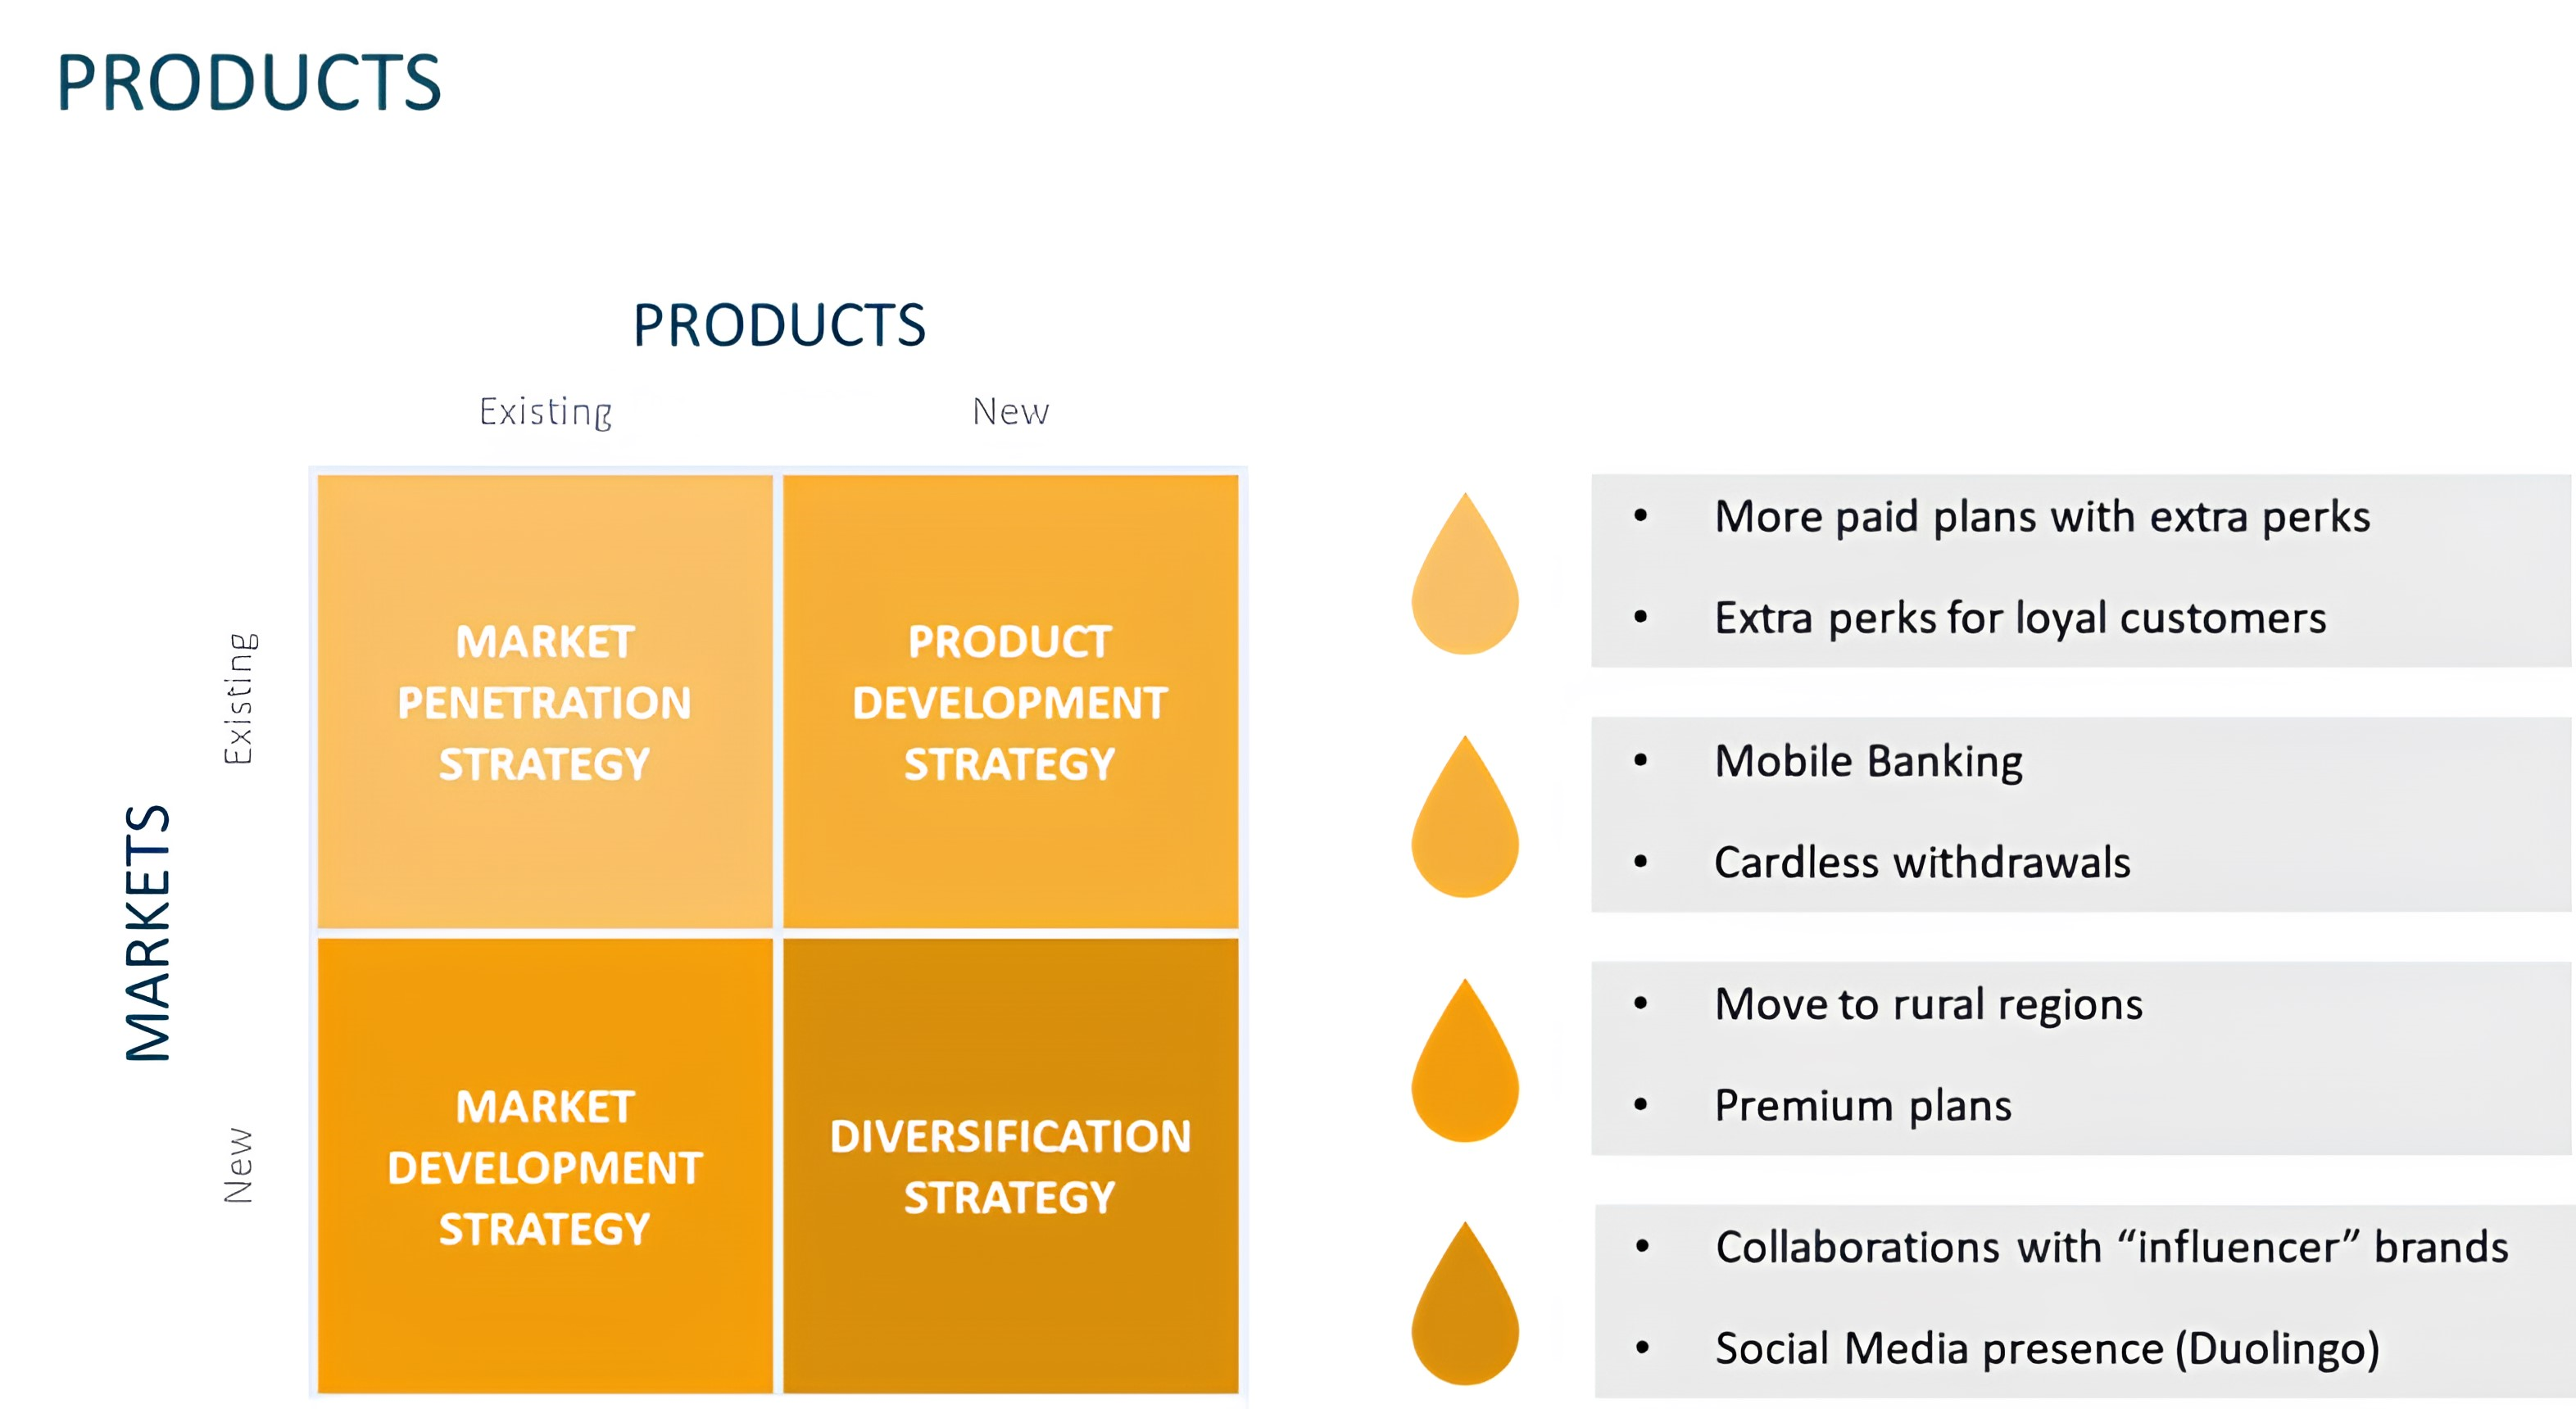 PRODUCTS
PRODUCTS
Existing
New
MARKETS
Existing
New
MARKET
PENETRATION
STRATEGY
PRODUCT
DEVELOPMENT
STRATEGY
MARKET
DEVELOPMENT
STRATEGY
DIVERSIFICATION
STRATEGY
• More paid plans with extra perks
• Extra perks for loyal customers
• Mobile Banking
• Cardless withdrawals
• Move to rural regions
• Premium plans
• Collaborations with “influencer” brands
• Social Media presence (Duolingo)